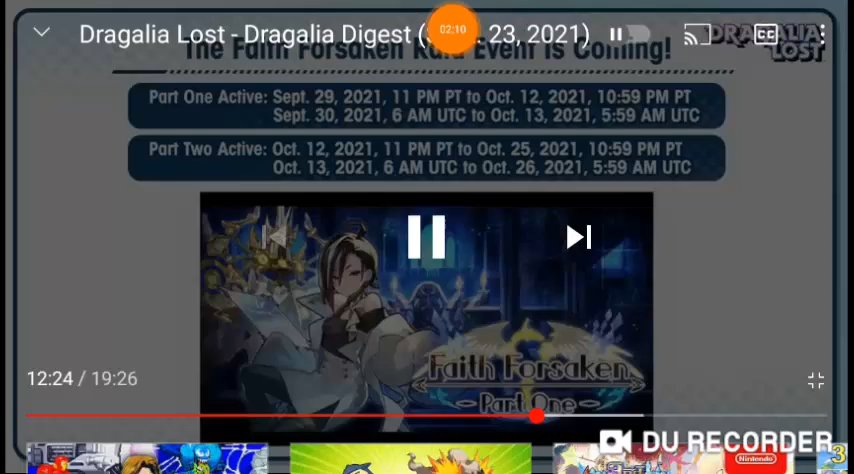 02:10
Dragalia Lost - Dragalia Digest (S 23, 2021)
CC
DRAGALIA
LOST
The Faith Forsaken Raid Event is Coming!
Part One Active: Sept. 29, 2021, 11 PM PT to Oct. 12, 2021, 10:59 PM PT
Sept. 30, 2021, 6 AM UTC to Oct. 13, 2021, 5:59 AM UTC
Part Two Active: Oct. 12, 2021, 11 PM PT to Oct. 25, 2021, 10:59 PM PT
Oct. 13, 2021, 6 AM UTC to Oct. 26, 2021, 5:59 AM UTC
Faith Forsaken
Part One
12:24 / 19:26
DU RECORDER
Nintendo
3